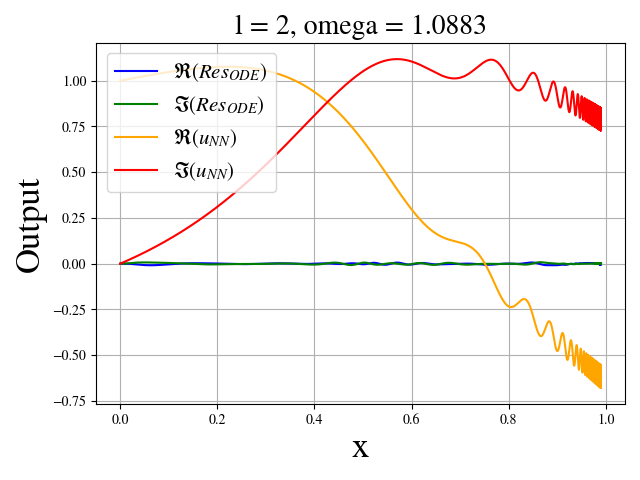 l = 2, omega = 1.0883
ℜ(Res_ODE)
ℑ(Res_ODE)
ℜ(u_NN)
ℑ(u_NN)
Output
1.00
0.75
0.50
0.25
0.00
−0.25
−0.50
−0.75
0.0 0.2 0.4 0.6 0.8 1.0
x